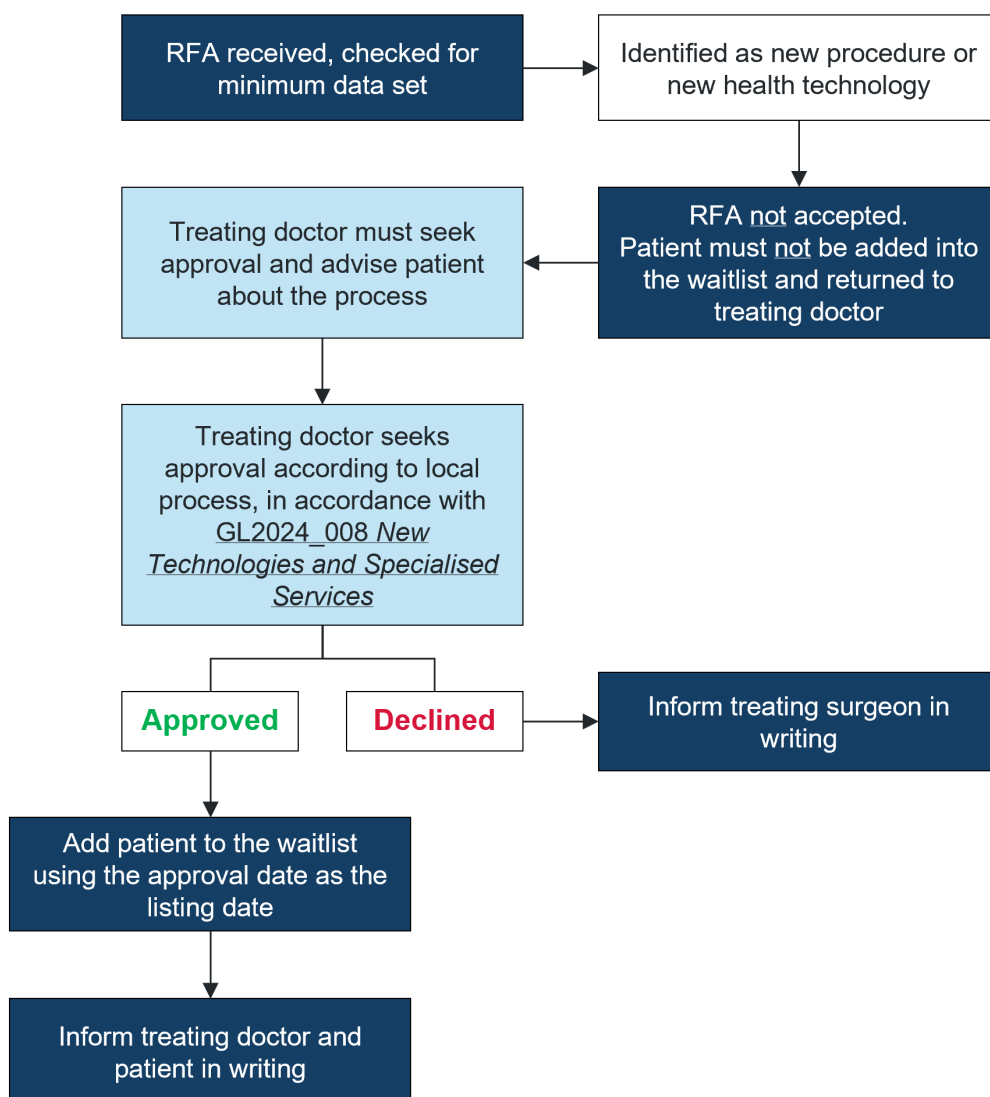 RFA received, checked for
minimum data set
Identified as new procedure or
new health technology
RFA not accepted.
Patient must not be added into
the waitlist and returned to
treating doctor
Treating doctor must seek
approval and advise patient
about the process
Treating doctor seeks
approval according to local
process, in accordance with
GL2024_008 New
Technologies and Specialised
Services
Approved
Declined
Inform treating surgeon in
writing
Add patient to the waitlist
using the approval date as the
listing date
Inform treating doctor and
patient in writing